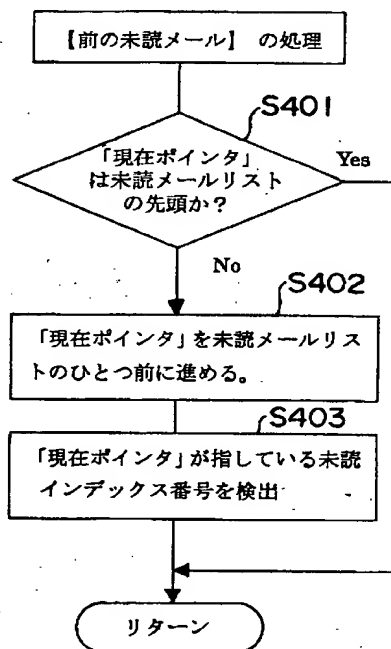 【前の未読メール】 の処理
S401
「現在ポインタ」
は未読メールリスト
の先頭か?
Yes
No
S402
「現在ポインタ」を未読メールリス
トのひとつ前に進める。
S403
「現在ポインタ」が指している未読
インデックス番号を検出
リターン